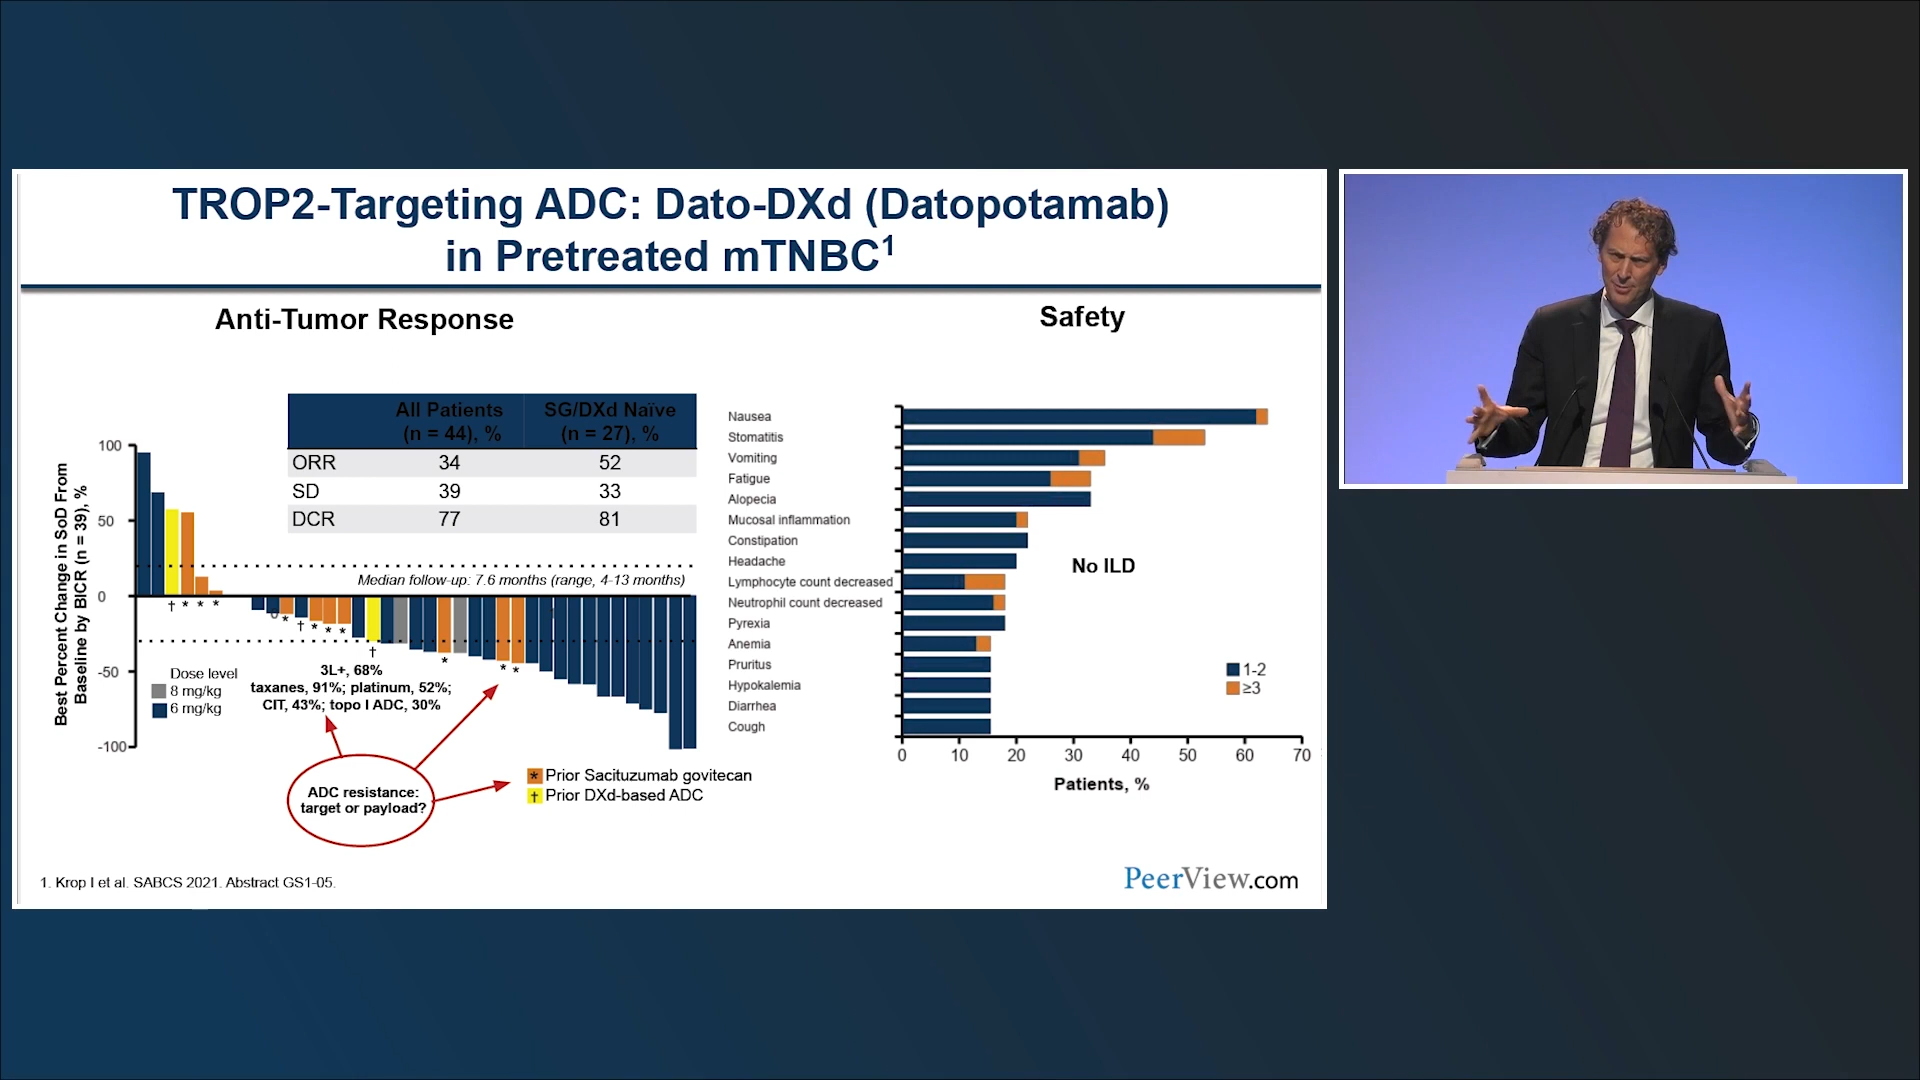 TROP2-Targeting ADC: Dato-DXd (Datopotamab)
in Pretreated mTNBC1
Anti-Tumor Response
All Patients
(n = 44), %
SG/DXd Naïve
(n = 27), %
ORR 34 52
SD 39 33
DCR 77 81
Best Percent Change in SoD From
Baseline by BICR (n = 39), %
100
50
0
-50
-100
Median follow-up: 7.6 months (range, 4-13 months)
† * * *
* † * * * † * * *
Dose level
8 mg/kg
6 mg/kg
3L+, 68%
taxanes, 91%; platinum, 52%;
CIT, 43%; topo I ADC, 30%
ADC resistance:
target or payload?
* Prior Sacituzumab govitecan
† Prior DXd-based ADC
Safety
Nausea
Stomatitis
Vomiting
Fatigue
Alopecia
Mucosal inflammation
Constipation
Headache
Lymphocyte count decreased
Neutrophil count decreased
Pyrexia
Anemia
Pruritus
Hypokalemia
Diarrhea
Cough
No ILD
1-2
≥3
0 10 20 30 40 50 60 70
Patients, %
1. Krop I et al. SABCS 2021. Abstract GS1-05.
PeerView.com